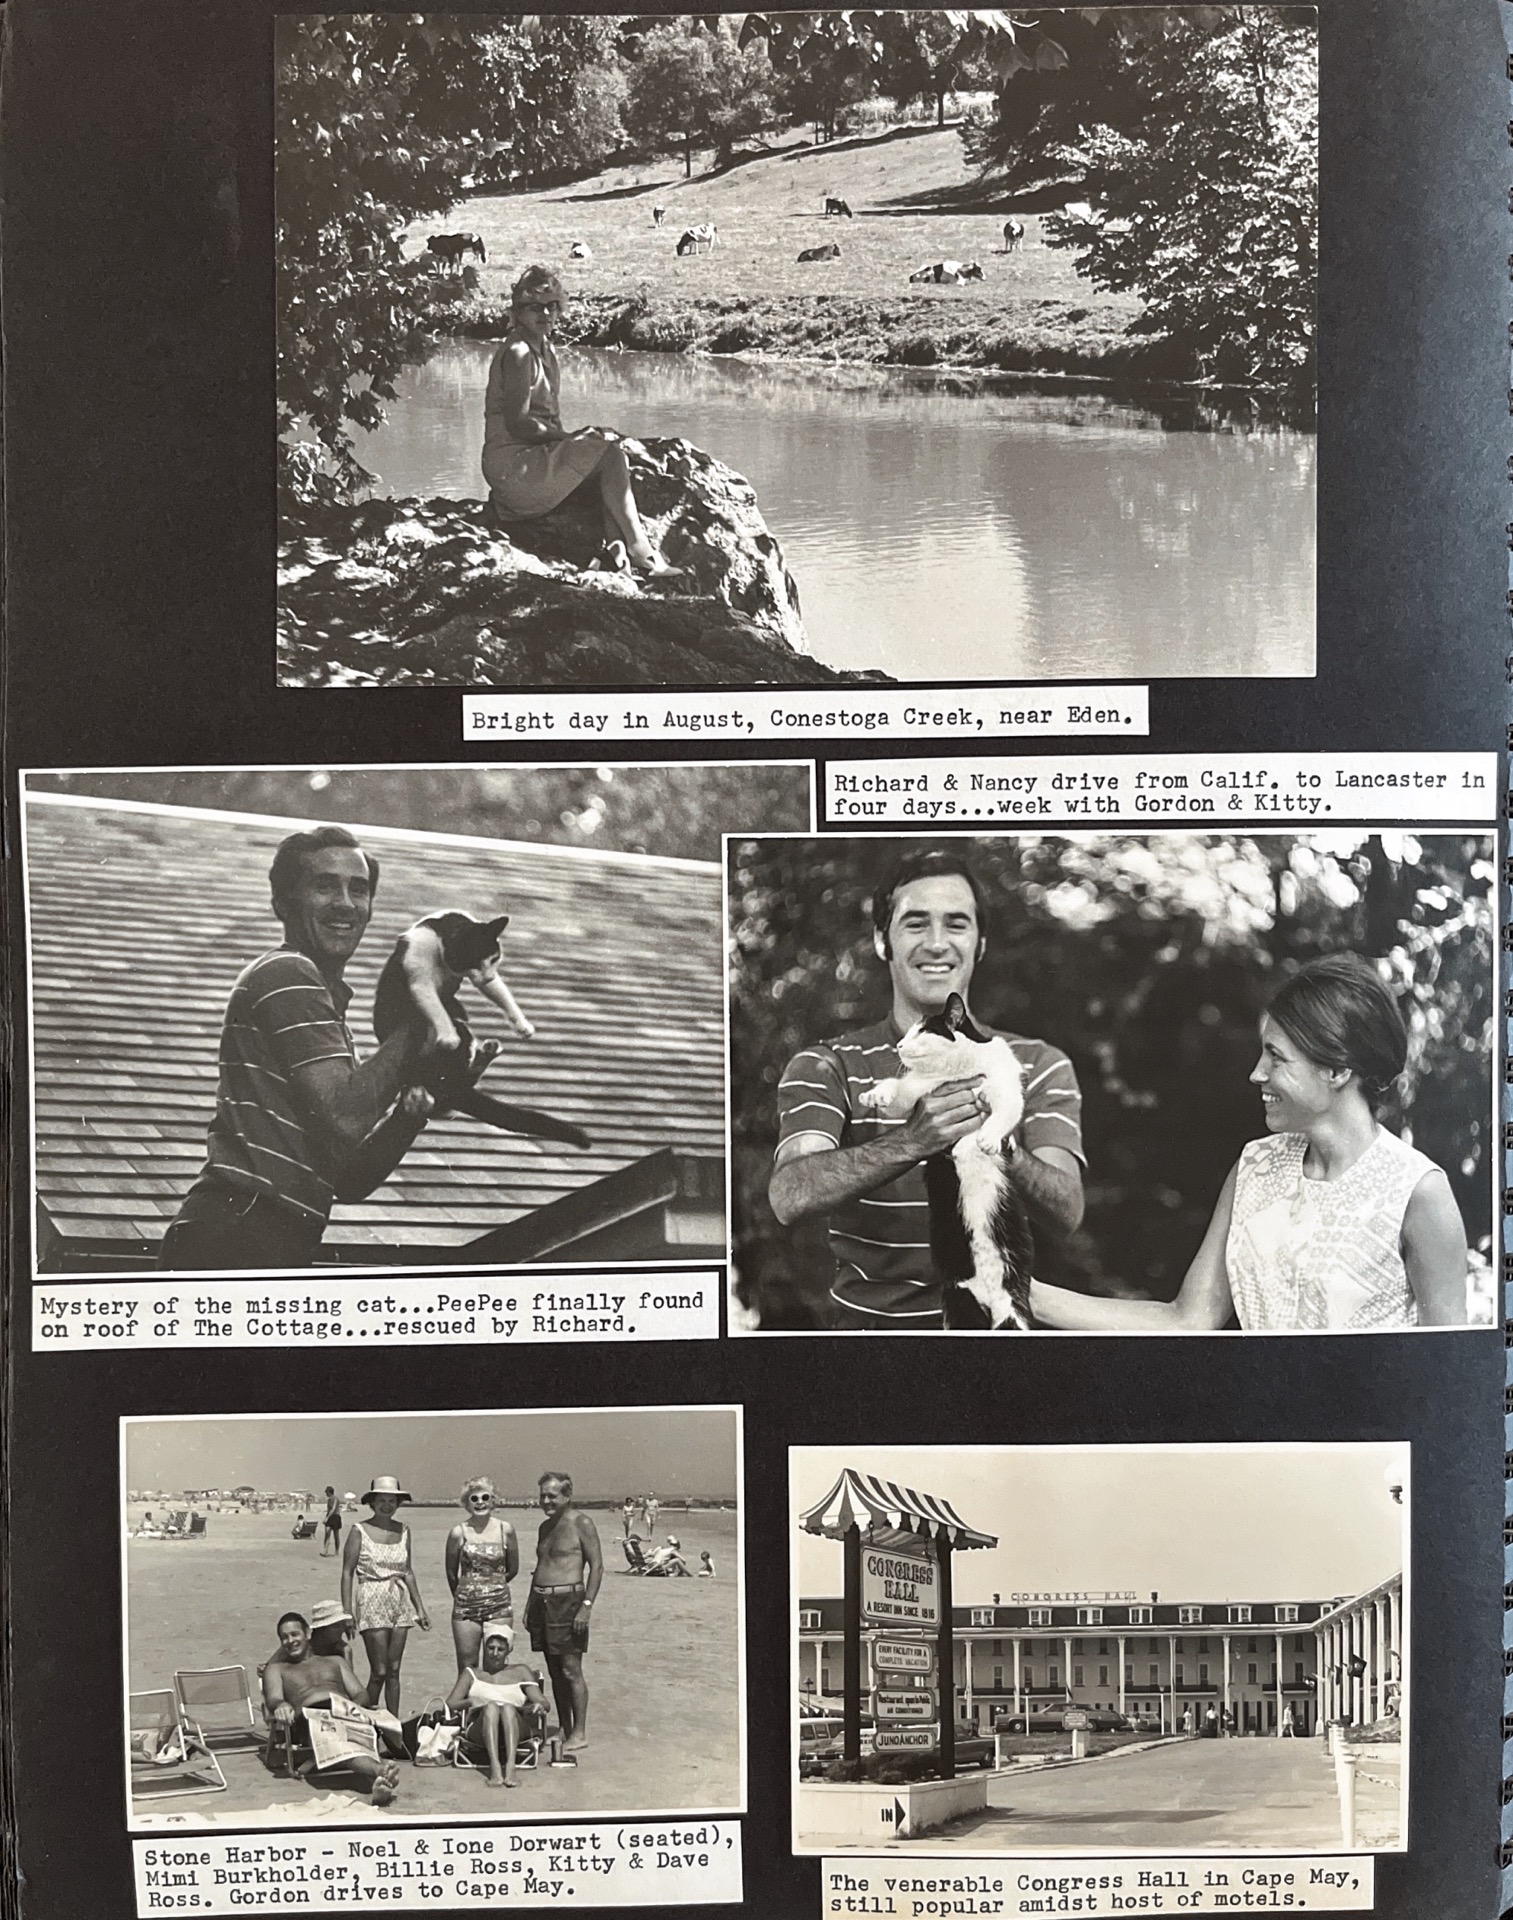 Bright day in August, Conestoga Creek, near Eden.
Richard & Nancy drive from Calif. to Lancaster in
four days...week with Gordon & Kitty.
Mystery of the missing cat...PeePee finally found
on roof of The Cottage...rescued by Richard.
Stone Harbor - Noel & Ione Dorwart (seated),
Mimi Burkholder, Billie Ross, Kitty & Dave
Ross. Gordon drives to Cape May.
CONGRESS
HALL
A RESORT INN SINCE 1816
EVERY FACILITY FOR A
COMPLETE VACATION
Restaurant open to Public
AIR CONDITIONED
JUNOANCHOR
IN
CONGRESS HALL
The venerable Congress Hall in Cape May,
still popular amidst host of motels.